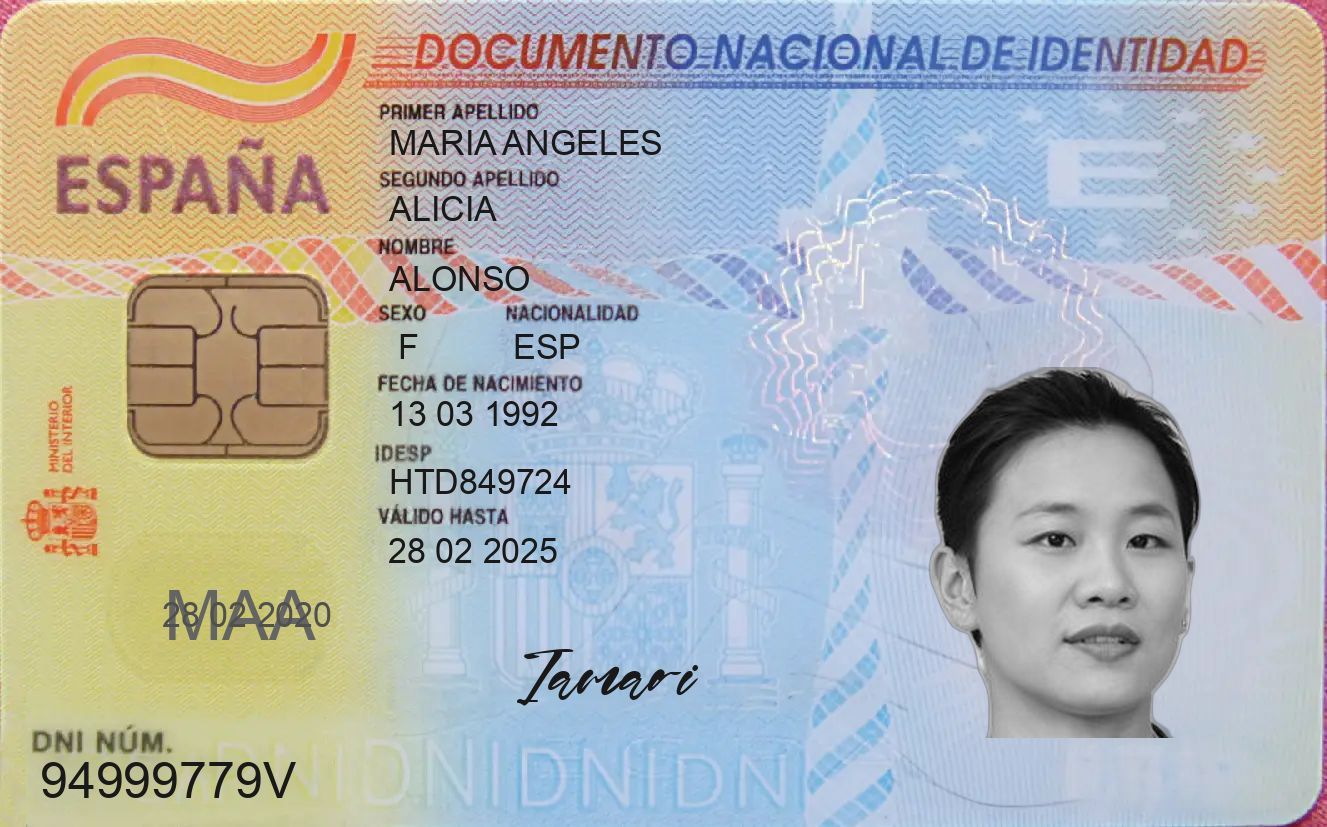 DOCUMENTO NACIONAL DE IDENTIDAD
ESPAÑA
PRIMER APELLIDO
MARIA ANGELES
SEGUNDO APELLIDO
ALICIA
NOMBRE
ALONSO
SEXO NACIONALIDAD
F ESP
FECHA DE NACIMIENTO
13 03 1992
IDESP
HTD849724
VÁLIDO HASTA
28 02 2025
MINISTERIO
DEL INTERIOR
28 02 2020
MAA
Tamari
DNI NÚM.
94999779V
E
DNIDNIDNIDNI